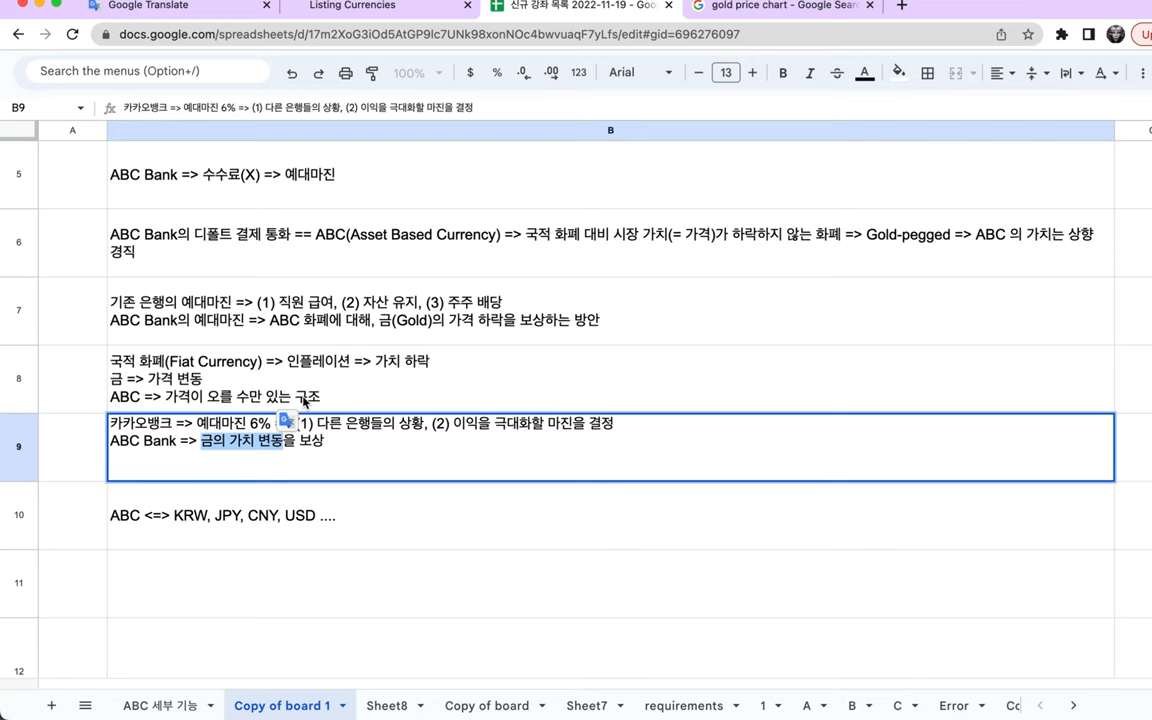 Google Translate
Listing Currencies
신규 강좌 목록 2022-11-19 - Goo
gold price chart - Google Sear
docs.google.com/spreadsheets/d/17m2XoG3iOd5AtGP9Ic7UNk98xonNOc4bwvuaqF7yLfs/edit#gid=696276097
Search the menus (Option+/)
100%
$
%
.0
.00
123
Arial
13
B
I
A
B9
fx
카카오뱅크 => 예대마진 6% => (1) 다른 은행들의 상황, (2) 이익을 극대화할 마진을 결정
A
B
5
ABC Bank => 수수료(X) => 예대마진
6
ABC Bank의 디폴트 결제 통화 == ABC(Asset Based Currency) => 국적 화폐 대비 시장 가치(= 가격)가 하락하지 않는 화폐 => Gold-pegged => ABC 의 가치는 상향
경직
7
기존 은행의 예대마진 => (1) 직원 급여, (2) 자산 유지, (3) 주주 배당
ABC Bank의 예대마진 => ABC 화폐에 대해, 금(Gold)의 가격 하락을 보상하는 방안
8
국적 화폐(Fiat Currency) => 인플레이션 => 가치 하락
금 => 가격 변동
ABC => 가격이 오를 수만 있는 구조
9
카카오뱅크 => 예대마진 6% (1) 다른 은행들의 상황, (2) 이익을 극대화할 마진을 결정
ABC Bank => 금의 가치 변동을 보상
10
ABC <=> KRW, JPY, CNY, USD ....
11
12
ABC 세부 기능
Copy of board 1
Sheet8
Copy of board
Sheet7
requirements
1
A
B
C
Error